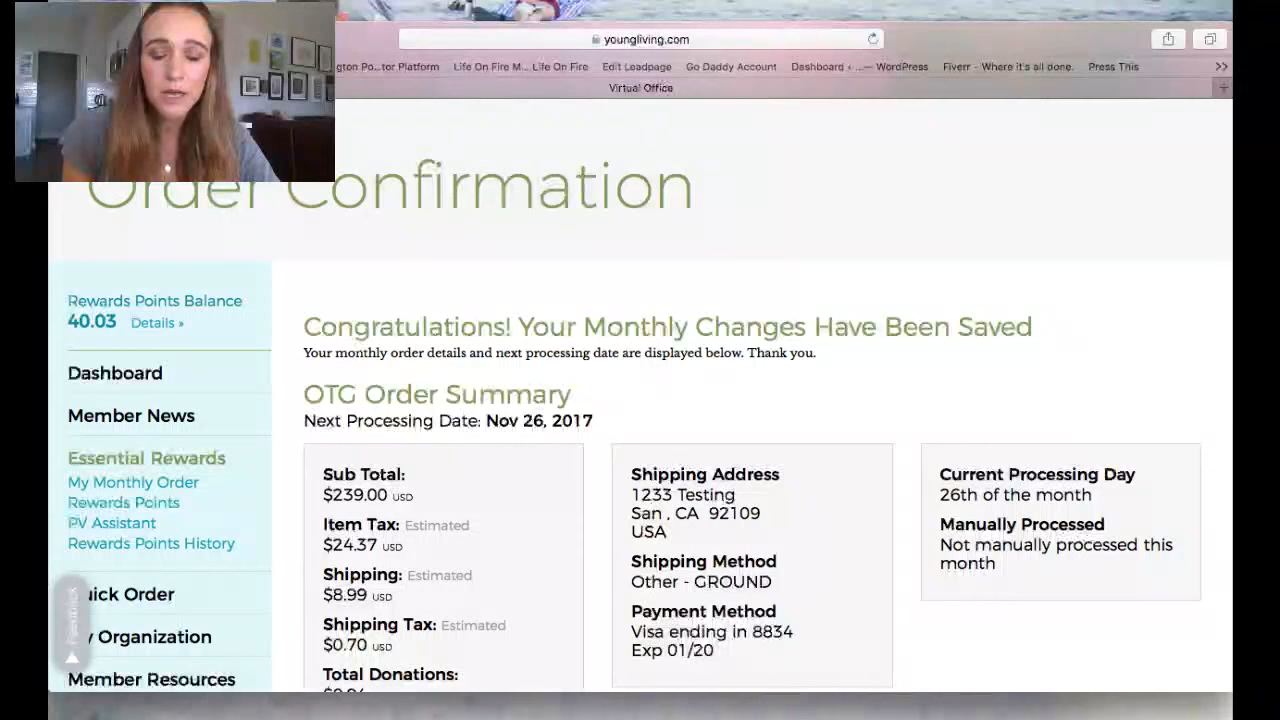 youngliving.com
gton Po...tor Platform Life On Fire M... Life On Fire Edit Leadpage Go Daddy Account Dashboard ‹ ...— WordPress Fiverr - Where it's all done. Press This
Virtual Office
Order Confirmation
Rewards Points Balance
40.03 Details »
Dashboard
Member News
Essential Rewards
My Monthly Order
Rewards Points
PV Assistant
Rewards Points History
uick Order
y Organization
Member Resources
Feedback
Congratulations! Your Monthly Changes Have Been Saved
Your monthly order details and next processing date are displayed below. Thank you.
OTG Order Summary
Next Processing Date: Nov 26, 2017
Sub Total:
$239.00 USD
Item Tax: Estimated
$24.37 USD
Shipping: Estimated
$8.99 USD
Shipping Tax: Estimated
$0.70 USD
Total Donations:
Shipping Address
1233 Testing
San , CA 92109
USA
Shipping Method
Other - GROUND
Payment Method
Visa ending in 8834
Exp 01/20
Current Processing Day
26th of the month
Manually Processed
Not manually processed this
month